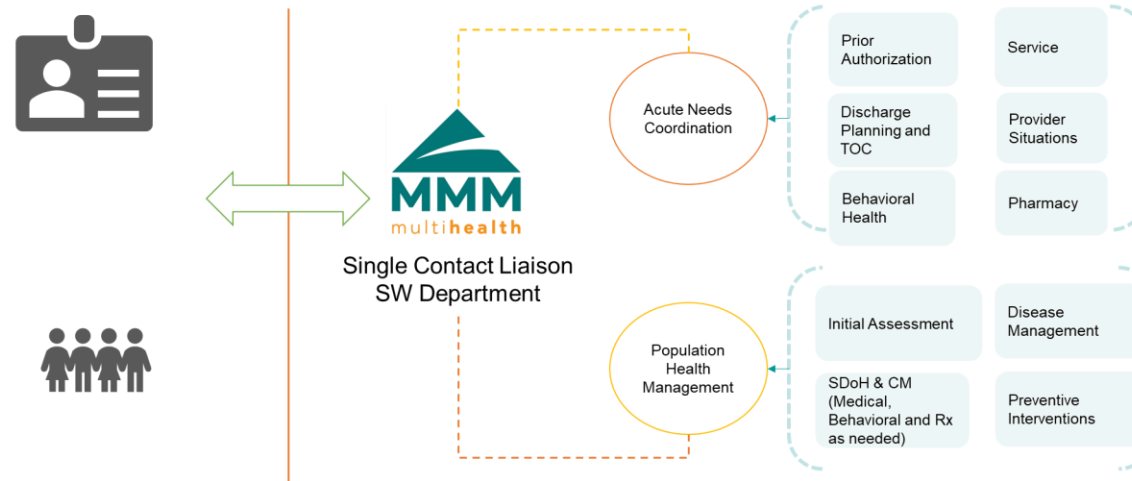 MMM
multihealth
Single Contact Liaison
SW Department
Acute Needs
Coordination
Prior
Authorization
Service
Discharge
Planning and
TOC
Provider
Situations
Behavioral
Health
Pharmacy
Population
Health
Management
Initial Assessment
Disease
Management
SDoH & CM
(Medical,
Behavioral and Rx
as needed)
Preventive
Interventions